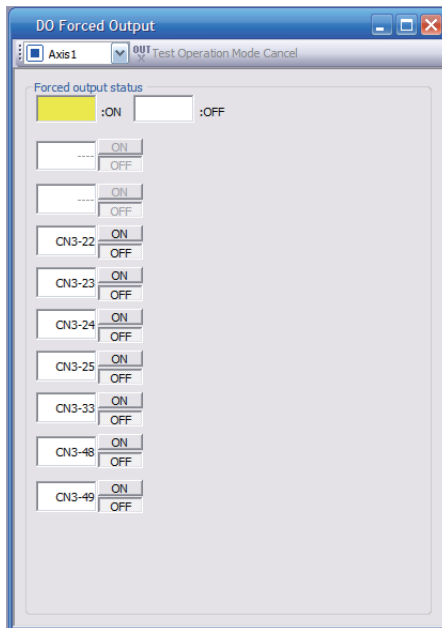 DO Forced Output
Axis1 OUT Test Operation Mode Cancel
Forced output status
:ON :OFF
---- ON
OFF
---- ON
OFF
CN3-22 ON
OFF
CN3-23 ON
OFF
CN3-24 ON
OFF
CN3-25 ON
OFF
CN3-33 ON
OFF
CN3-48 ON
OFF
CN3-49 ON
OFF